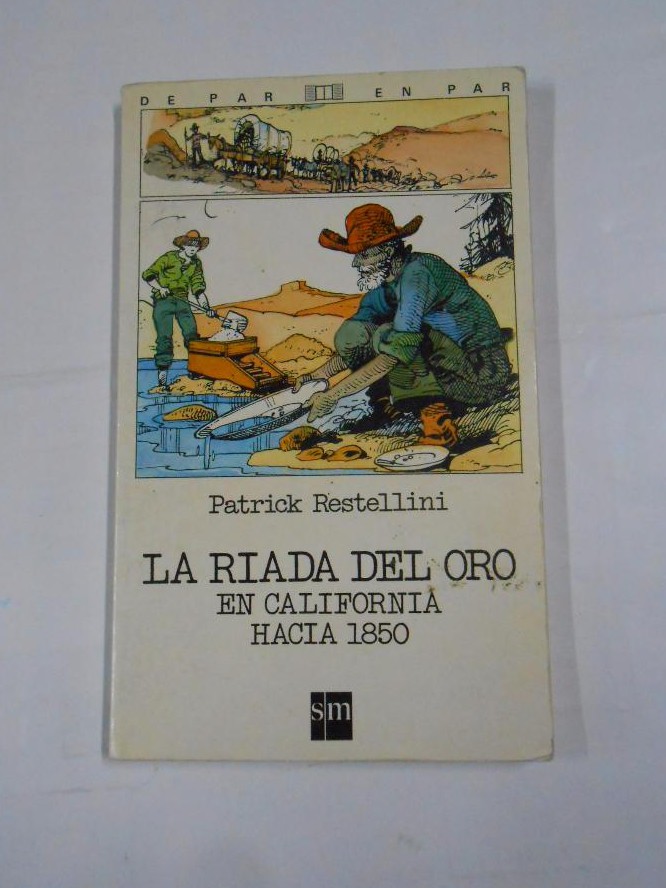 DE PAR EN PAR
Patrick Restellini
LA RIADA DEL ORO
EN CALIFORNIA
HACIA 1850
sm